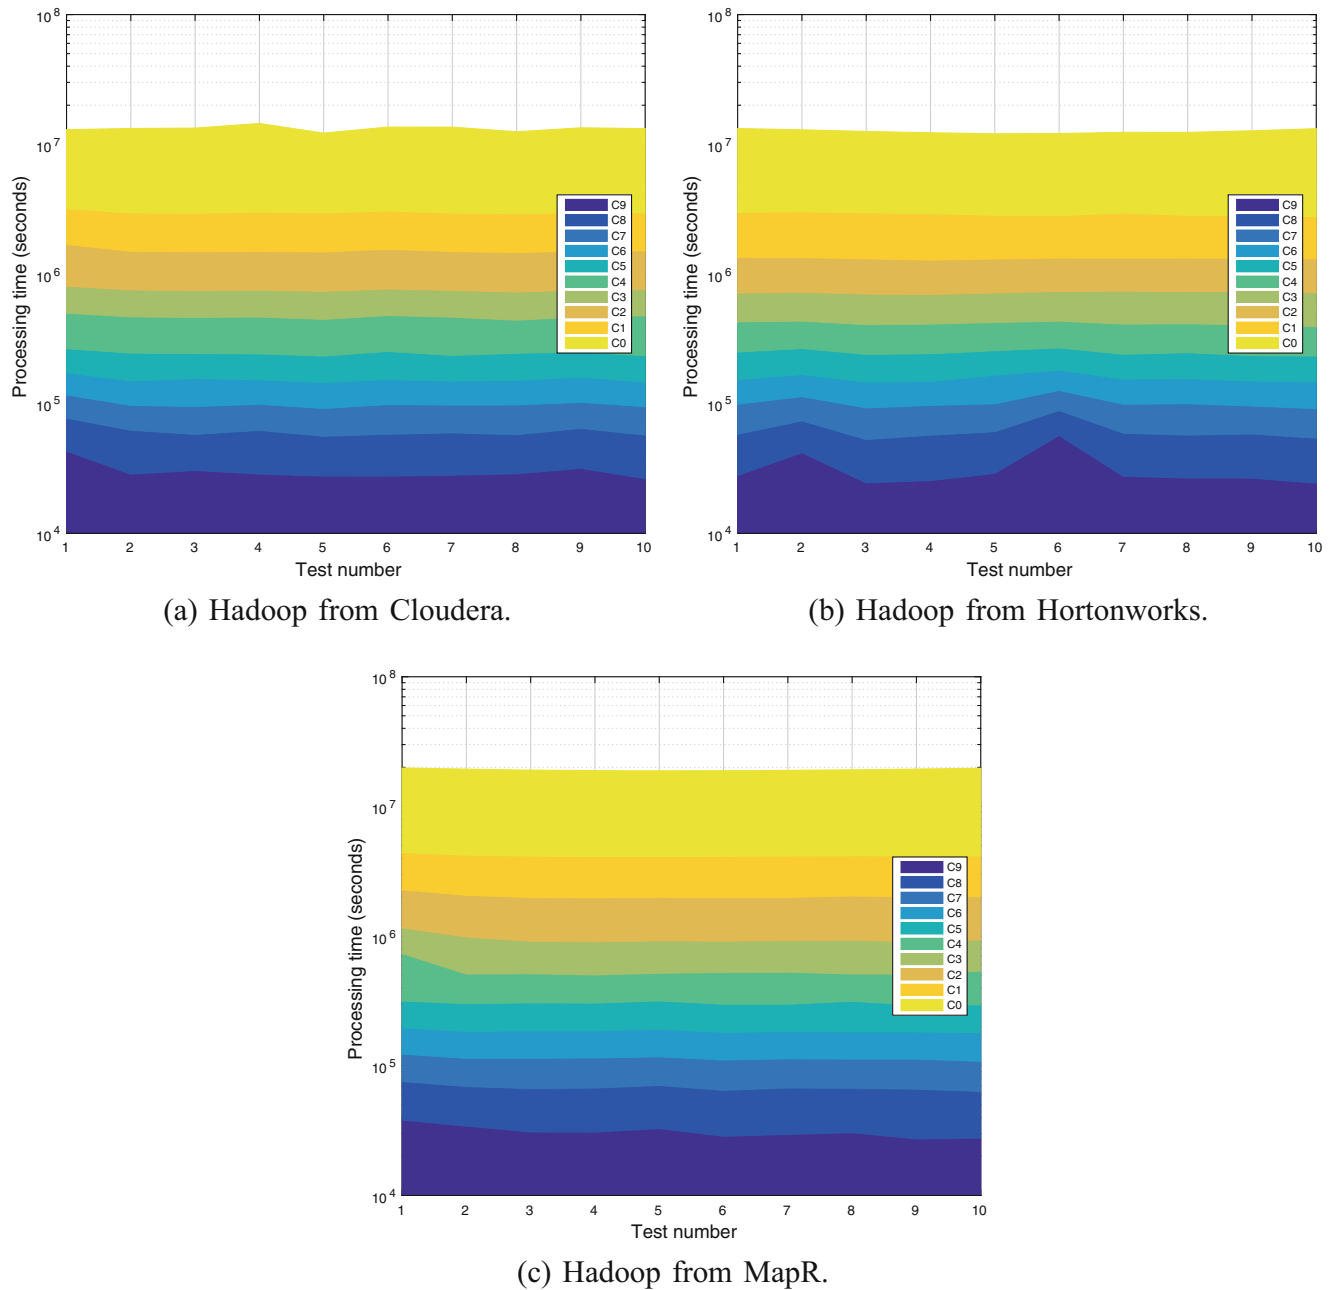 10^8
10^7
10^6
10^5
10^4
Processing time (seconds)
1 2 3 4 5 6 7 8 9 10
Test number
C9
C8
C7
C6
C5
C4
C3
C2
C1
C0
(a) Hadoop from Cloudera.
10^8
10^7
10^6
10^5
10^4
Processing time (seconds)
1 2 3 4 5 6 7 8 9 10
Test number
C9
C8
C7
C6
C5
C4
C3
C2
C1
C0
(b) Hadoop from Hortonworks.
10^8
10^7
10^6
10^5
10^4
Processing time (seconds)
1 2 3 4 5 6 7 8 9 10
Test number
C9
C8
C7
C6
C5
C4
C3
C2
C1
C0
(c) Hadoop from MapR.